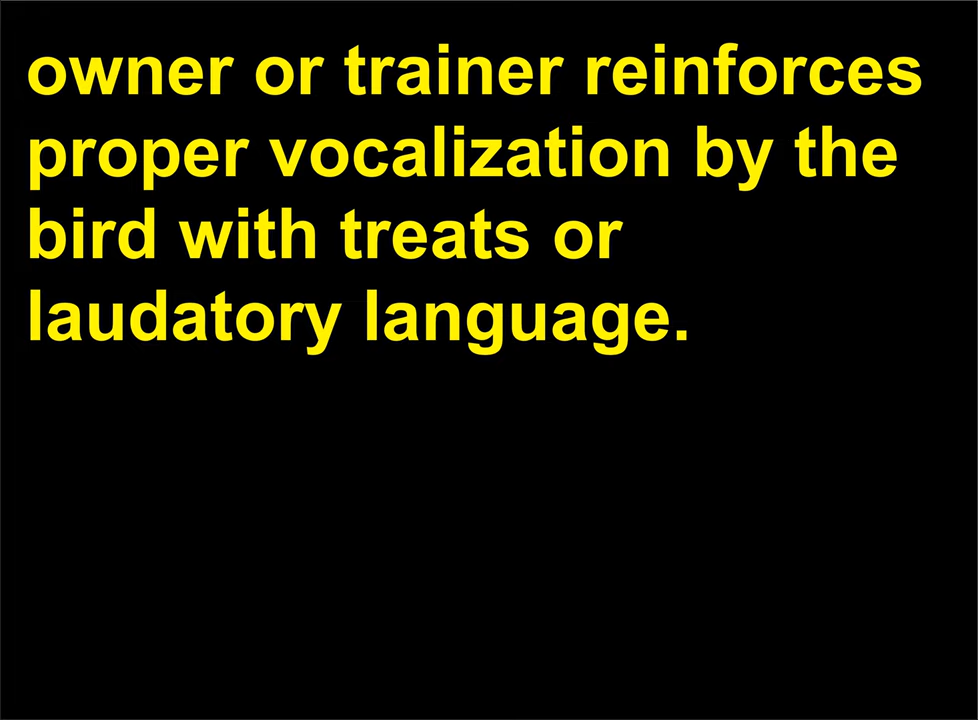 owner or trainer reinforces
proper vocalization by the
bird with treats or
laudatory language.